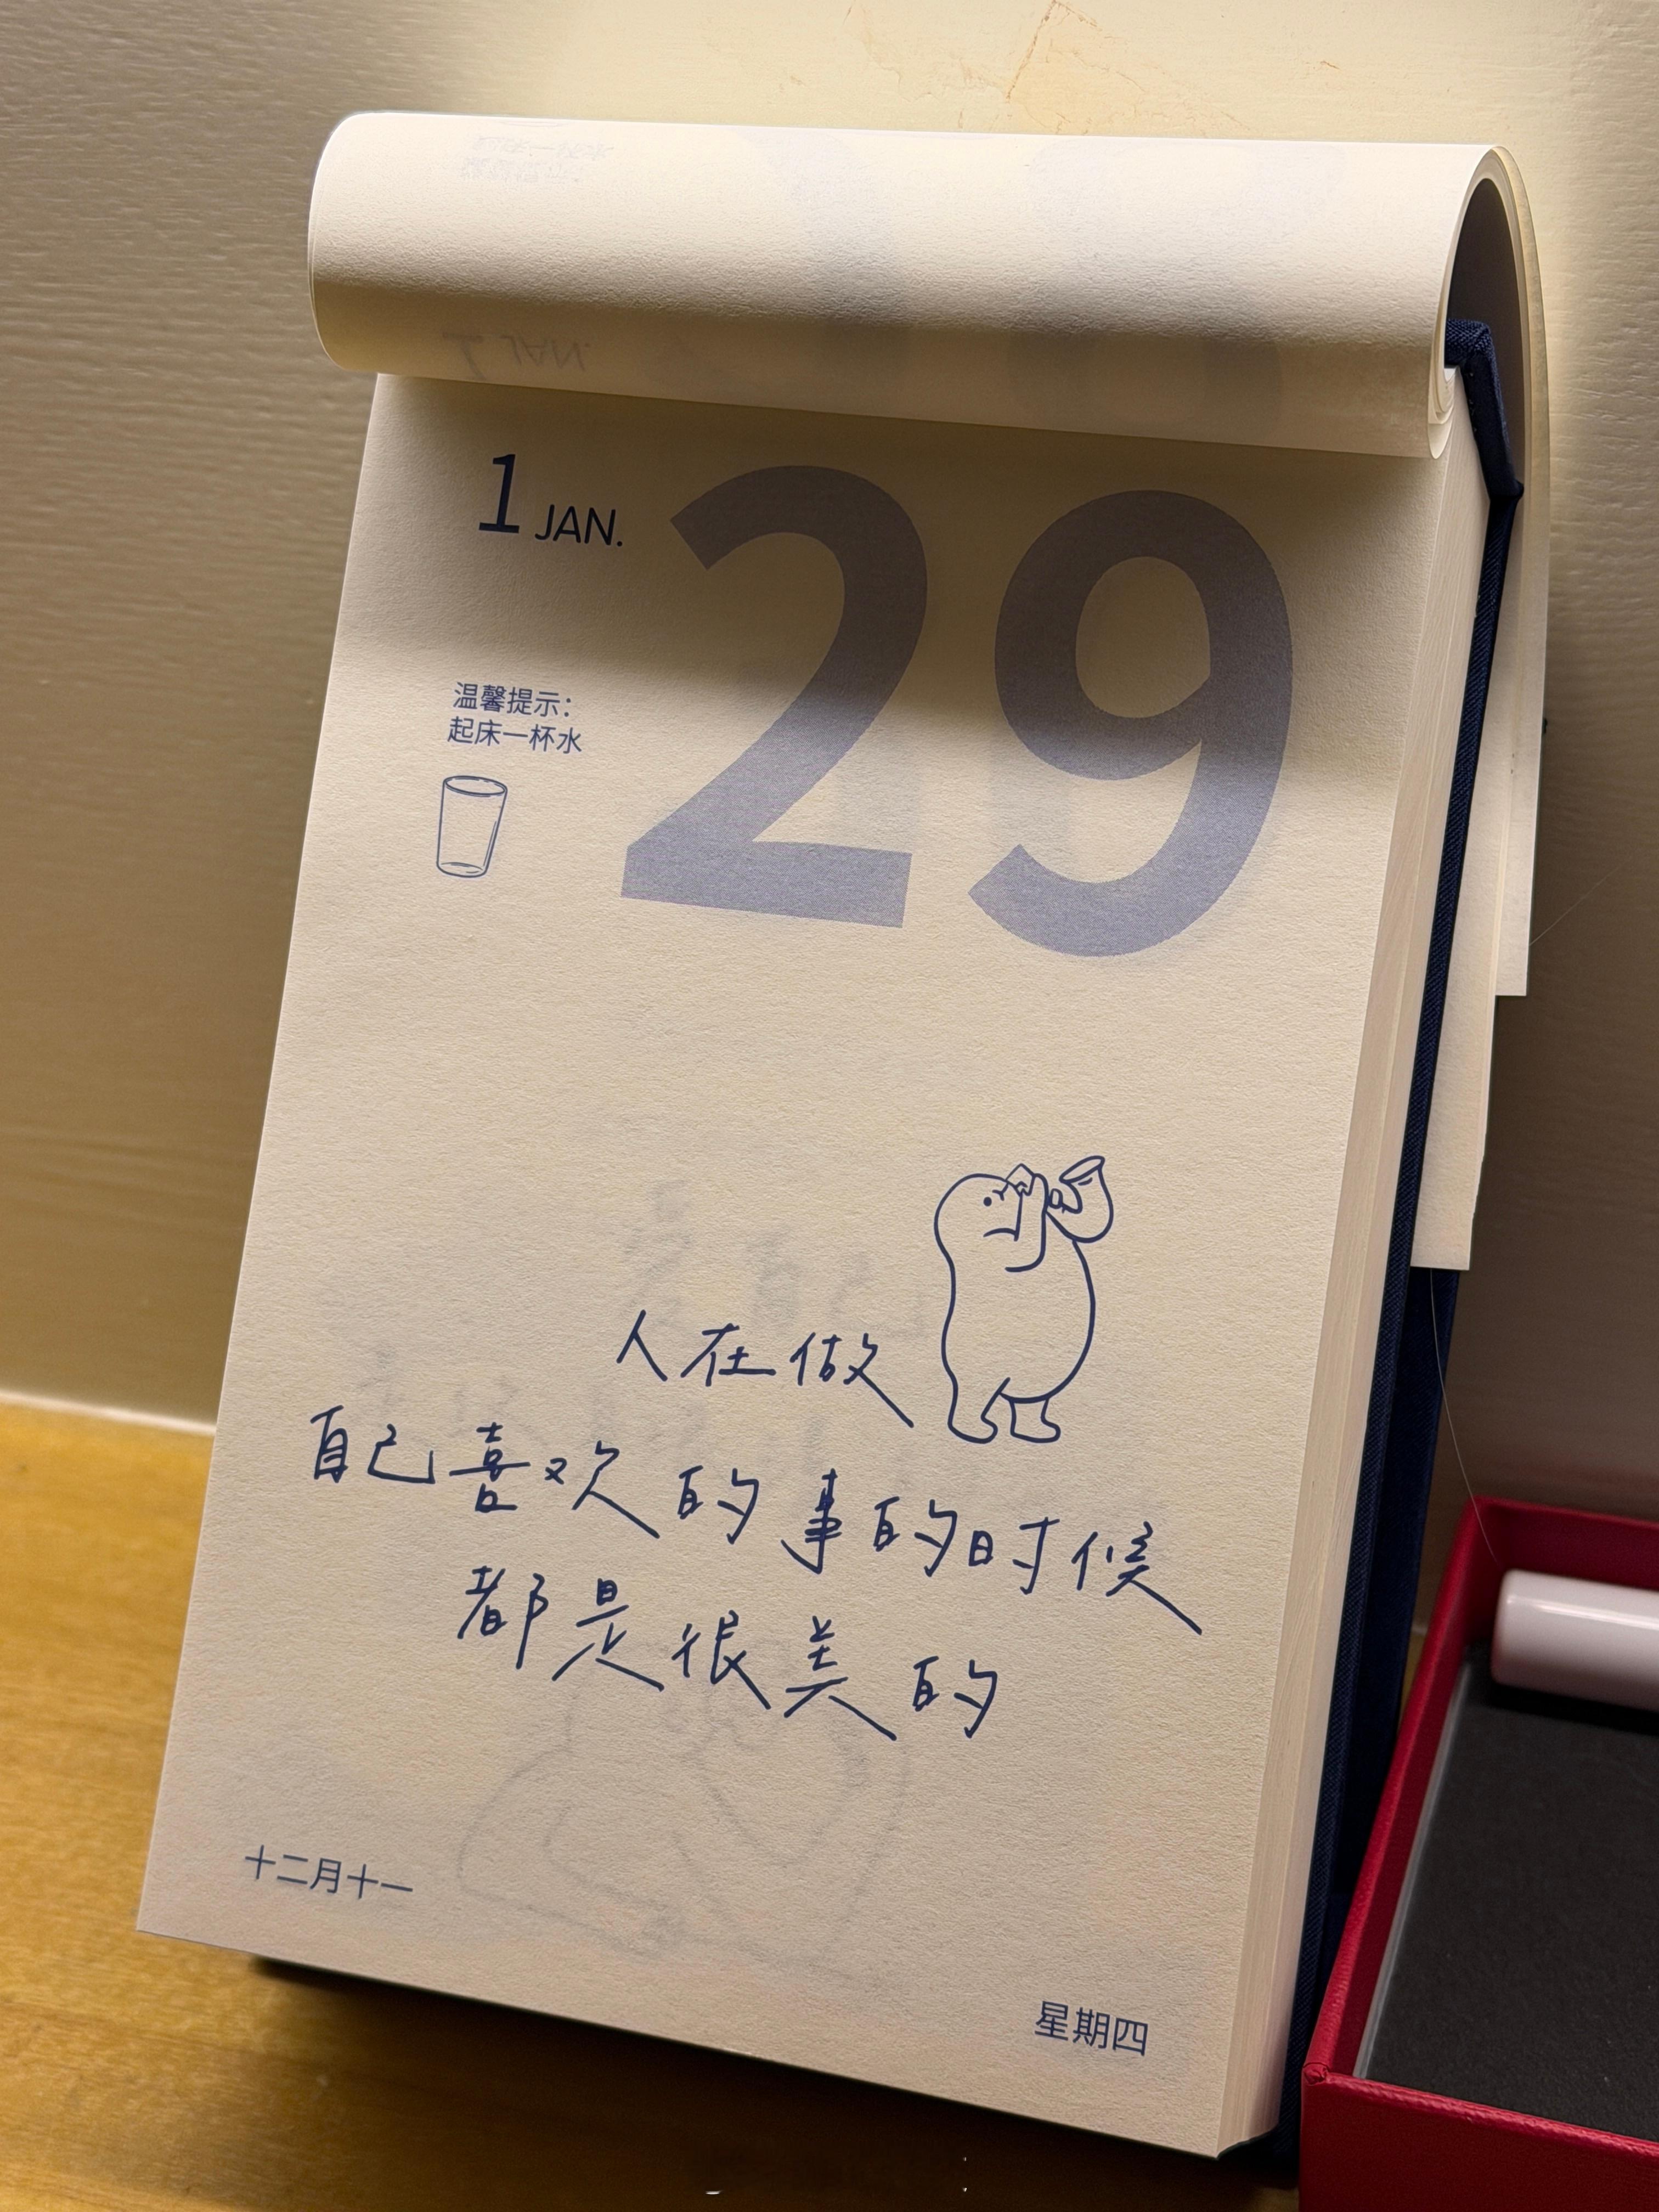 1 JAN.
29
温馨提示：
起床一杯水
人在做
自己喜欢的事的时候
都是很美的
十二月十一
星期四